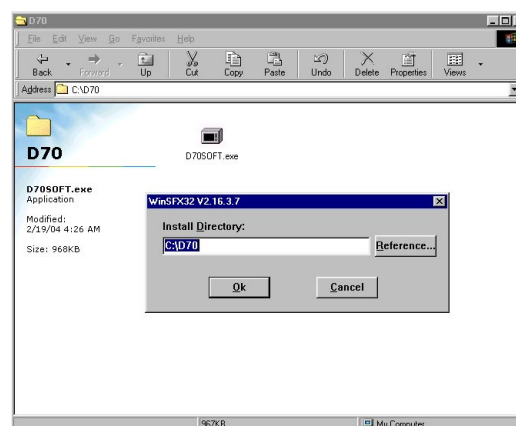 D70
File Edit View Go Favorites Help
Back Forward Up Cut Copy Paste Undo Delete Properties Views
Address C:\D70
D70
D70SOFT.exe
D70SOFT.exe
Application
Modified:
2/19/04 4:26 AM
Size: 968KB
WinSFX32 V2.16.3.7
Install Directory:
C:\D70
Reference...
Ok Cancel
967KB My Computer